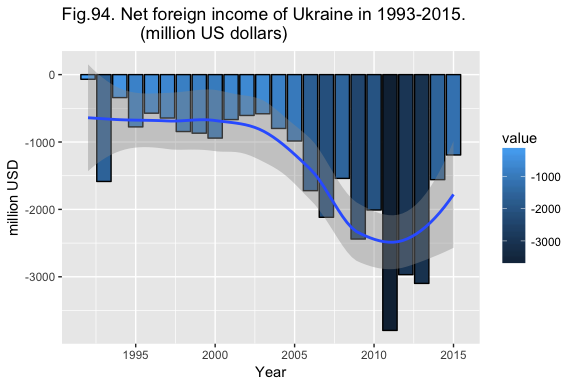 Fig.94. Net foreign income of Ukraine in 1993-2015.
(million US dollars)
0
-1000
-2000
-3000
million USD
1995
2000
2005
2010
2015
Year
value
-1000
-2000
-3000